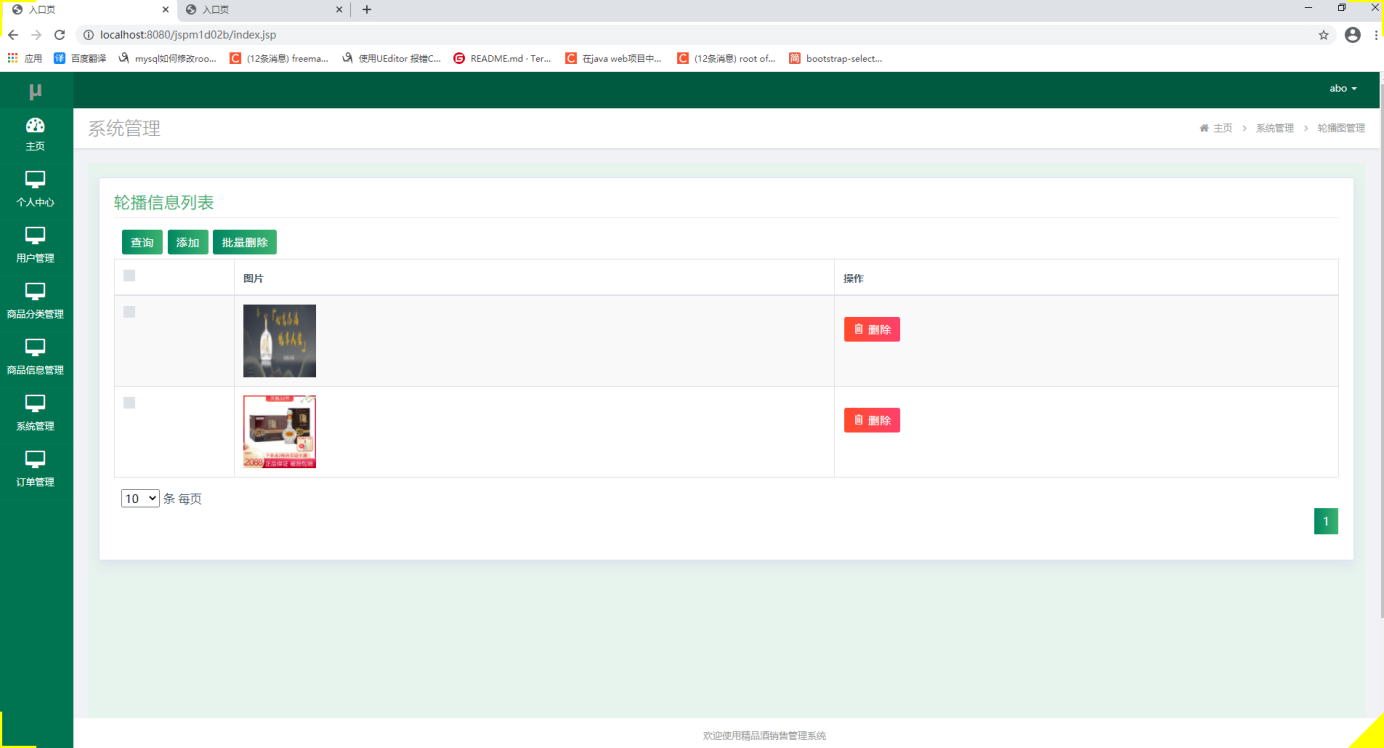 入口页
入口页
localhost:8080/jspm1d02b/index.jsp
应用 百度翻译 mysql如何修改roo... (12条消息) freema... 使用UEditor 报错C... README.md · Ter... 在java web项目中... (12条消息) root of... bootstrap-select...
μ
abo
系统管理
主页 > 系统管理 > 轮播图管理
主页
个人中心
用户管理
商品分类管理
商品信息管理
系统管理
订单管理
轮播信息列表
查询 添加 批量删除
图片 操作
删除
2068 正品保证
删除
10 条 每页
1
欢迎使用精品酒销售管理系统